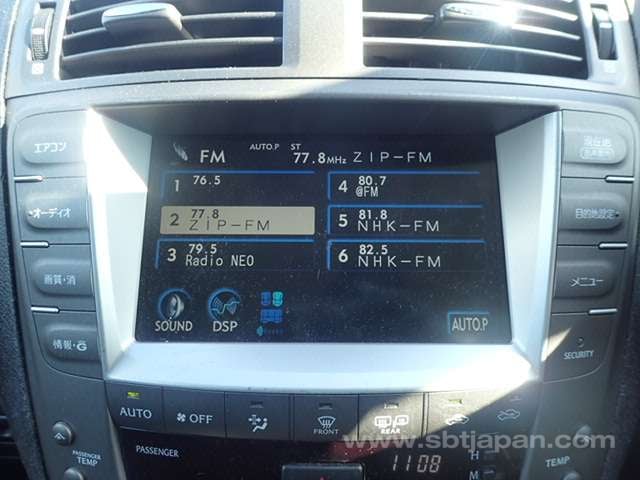 エアコン
オーディオ
画質・消
情報・G
FM
AUTO.P
ST
77.8MHz
ZIP-FM
1 76.5
2 77.8
ZIP-FM
3 79.5
Radio NEO
4 80.7
@FM
5 81.8
NHK-FM
6 82.5
NHK-FM
SOUND
DSP
AUTO.P
現在地
目的地設定
メニュー
SECURITY
AUTO
OFF
FRONT
REAR
PASSENGER TEMP
PASSENGER
1108
H
M
TEMP
www.sbtjapan.com